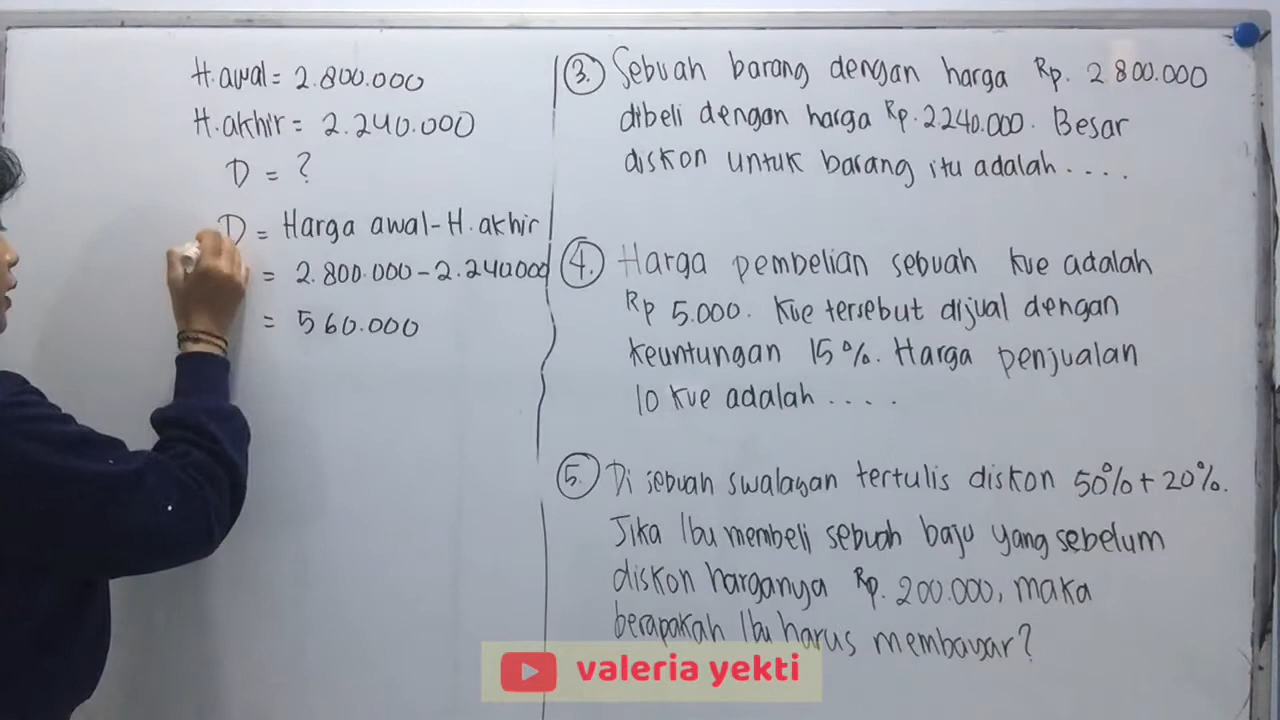 H.awal = 2.800.000
H.akhir = 2.240.000
D = ?
D = Harga awal - H.akhir
= 2.800.000 - 2.240.000
= 560.000
3. Sebuah barang dengan harga Rp. 2 800.000
dibeli dengan harga Rp. 2.240.000. Besar
diskon untuk barang itu adalah....
4. Harga pembelian sebuah kue adalah
Rp 5.000. Kue tersebut dijual dengan
keuntungan 15%. Harga penjualan
10 kue adalah ....
5. Di sebuah swalayan tertulis diskon 50% + 20%.
Jika Ibu membeli sebuah baju yang sebelum
diskon harganya Rp. 200.000, maka
berapakah Ibu harus membayar?
valeria yekti